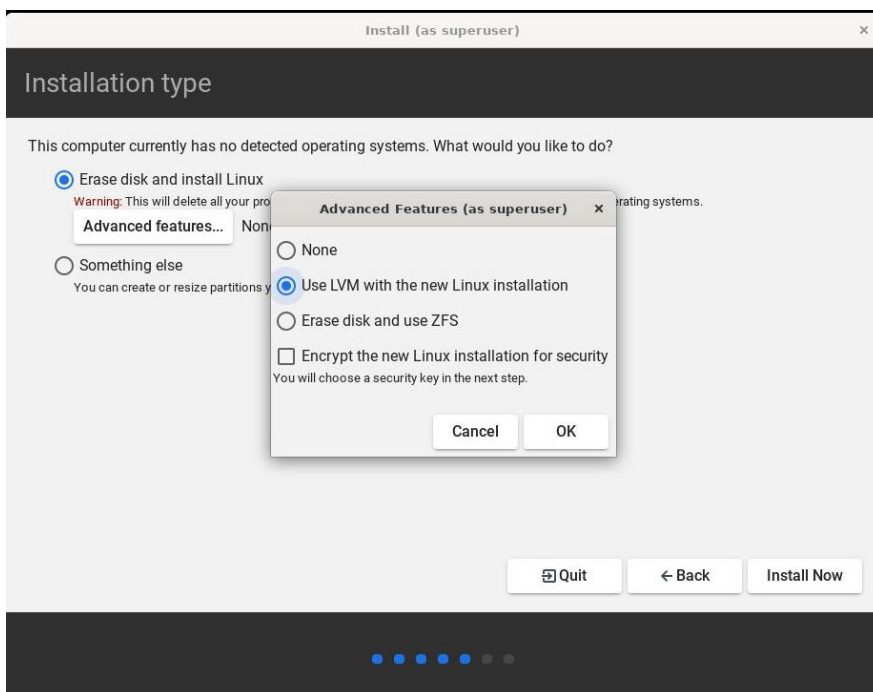 Install (as superuser)
Installation type
This computer currently has no detected operating systems. What would you like to do?
Erase disk and install Linux
Warning: This will delete all your pro
erating systems.
Advanced features...
Something else
You can create or resize partitions y
Advanced Features (as superuser)
None
Use LVM with the new Linux installation
Erase disk and use ZFS
Encrypt the new Linux installation for security
You will choose a security key in the next step.
Cancel OK
Quit Back Install Now